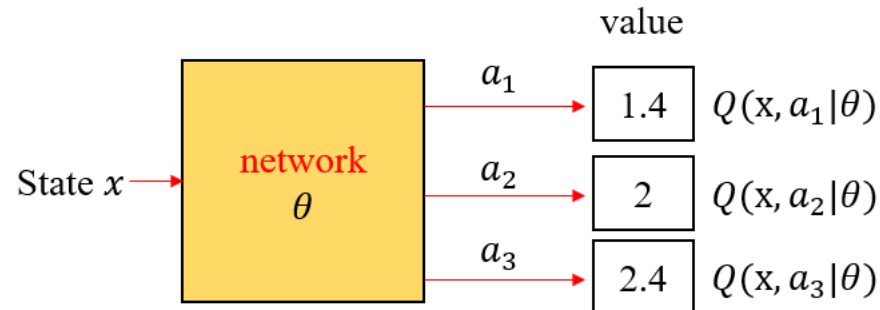 value
a₁
1.4
Q(x, a₁|θ)
network
θ
State x
a₂
2
Q(x, a₂|θ)
a₃
2.4
Q(x, a₃|θ)